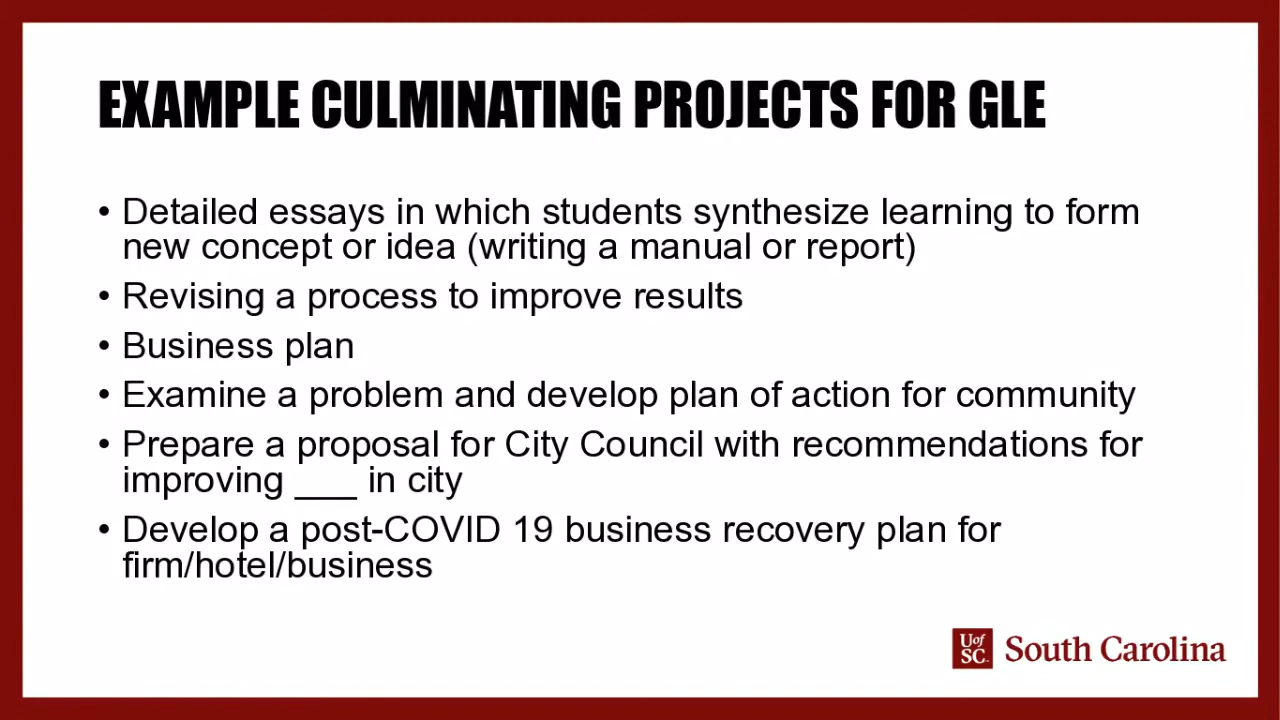 EXAMPLE CULMINATING PROJECTS FOR GLE
• Detailed essays in which students synthesize learning to form
new concept or idea (writing a manual or report)
• Revising a process to improve results
• Business plan
• Examine a problem and develop plan of action for community
• Prepare a proposal for City Council with recommendations for
improving ___ in city
• Develop a post-COVID 19 business recovery plan for
firm/hotel/business
UofSC. South Carolina